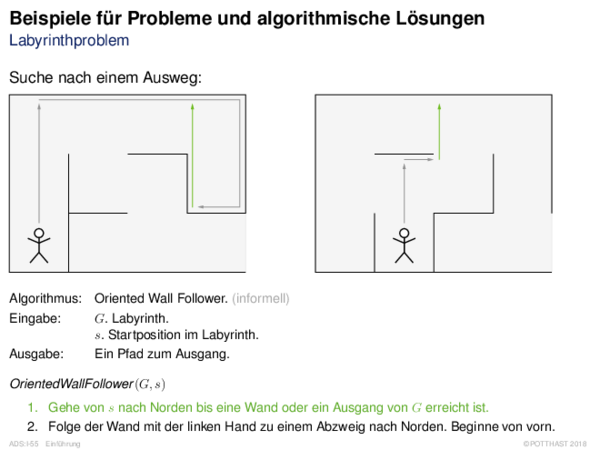 Beispiele für Probleme und algorithmische Lösungen
Labyrinthproblem
Suche nach einem Ausweg:
Algorithmus: Oriented Wall Follower. (informell)
Eingabe: G. Labyrinth.
s. Startposition im Labyrinth.
Ausgabe: Ein Pfad zum Ausgang.
OrientedWallFollower(G, s)
1. Gehe von s nach Norden bis eine Wand oder ein Ausgang von G erreicht ist.
2. Folge der Wand mit der linken Hand zu einem Abzweig nach Norden. Beginne von vorn.
ADS:I-55 Einführung ©POTTHAST 2018